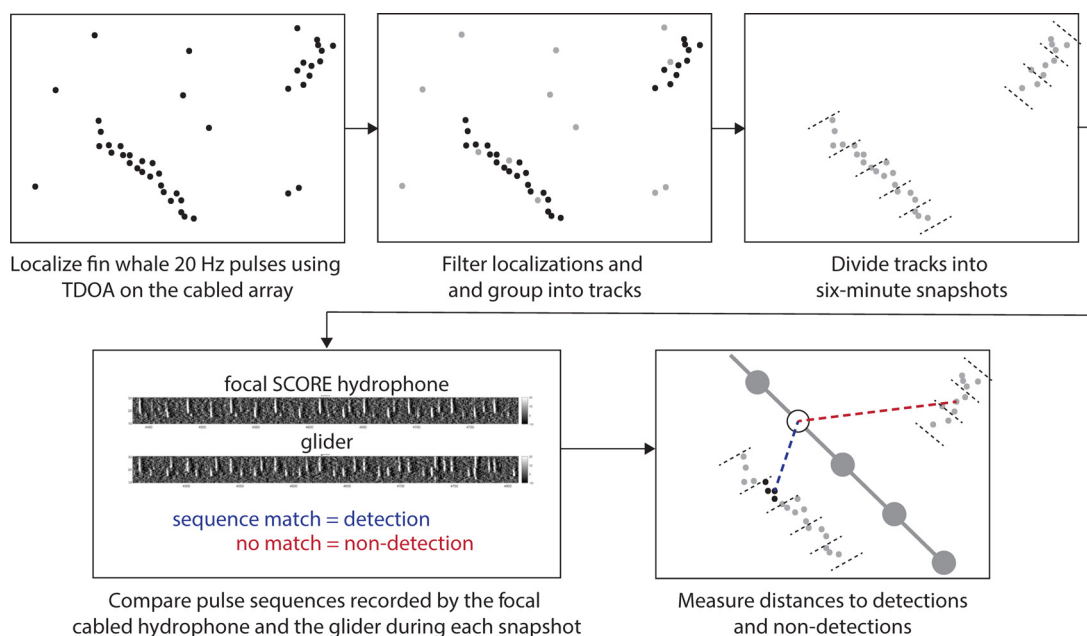 Localize fin whale 20 Hz pulses using
TDOA on the cabled array
Filter localizations and
and group into tracks
Divide tracks into
six-minute snapshots
focal SCORE hydrophone
glider
sequence match = detection
no match = non-detection
Compare pulse sequences recorded by the focal
cabled hydrophone and the glider during each snapshot
Measure distances to detections
and non-detections